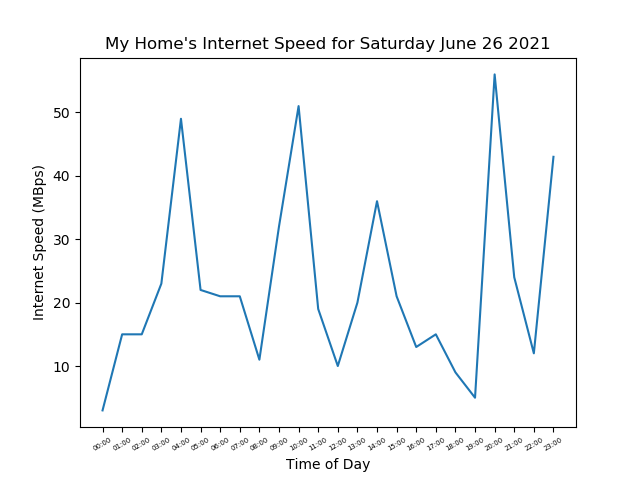 My Home's Internet Speed for Saturday June 26 2021
Internet Speed (MBps)
50
40
30
20
10
00:00 01:00 02:00 03:00 04:00 05:00 06:00 07:00 08:00 09:00 10:00 11:00 12:00 13:00 14:00 15:00 16:00 17:00 18:00 19:00 20:00 21:00 22:00 23:00
Time of Day